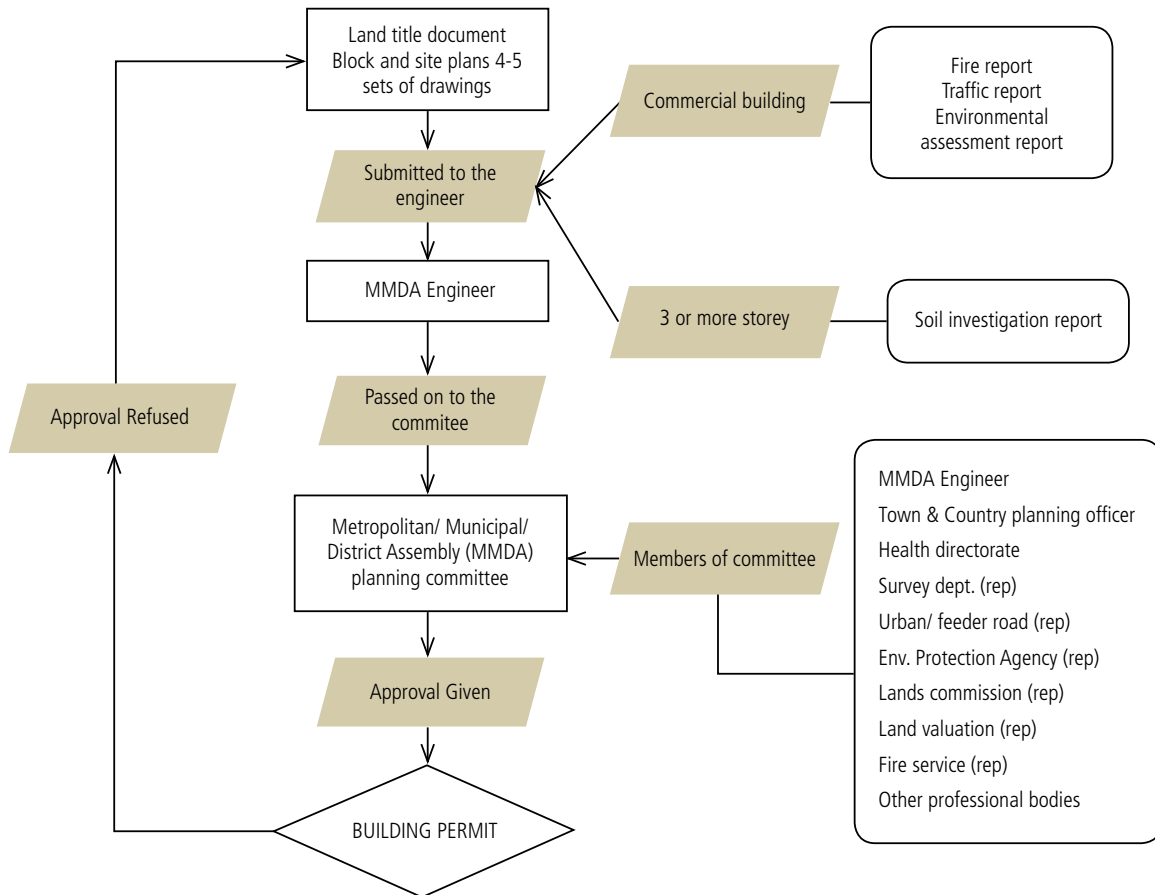 Land title document
Block and site plans 4-5
sets of drawings
Commercial building
Fire report
Traffic report
Environmental
assessment report
Submitted to the
engineer
MMDA Engineer
3 or more storey
Soil investigation report
Approval Refused
Passed on to the
commitee
Metropolitan/ Municipal/
District Assembly (MMDA)
planning committee
Members of committee
MMDA Engineer
Town & Country planning officer
Health directorate
Survey dept. (rep)
Urban/ feeder road (rep)
Env. Protection Agency (rep)
Lands commission (rep)
Land valuation (rep)
Fire service (rep)
Other professional bodies
Approval Given
BUILDING PERMIT